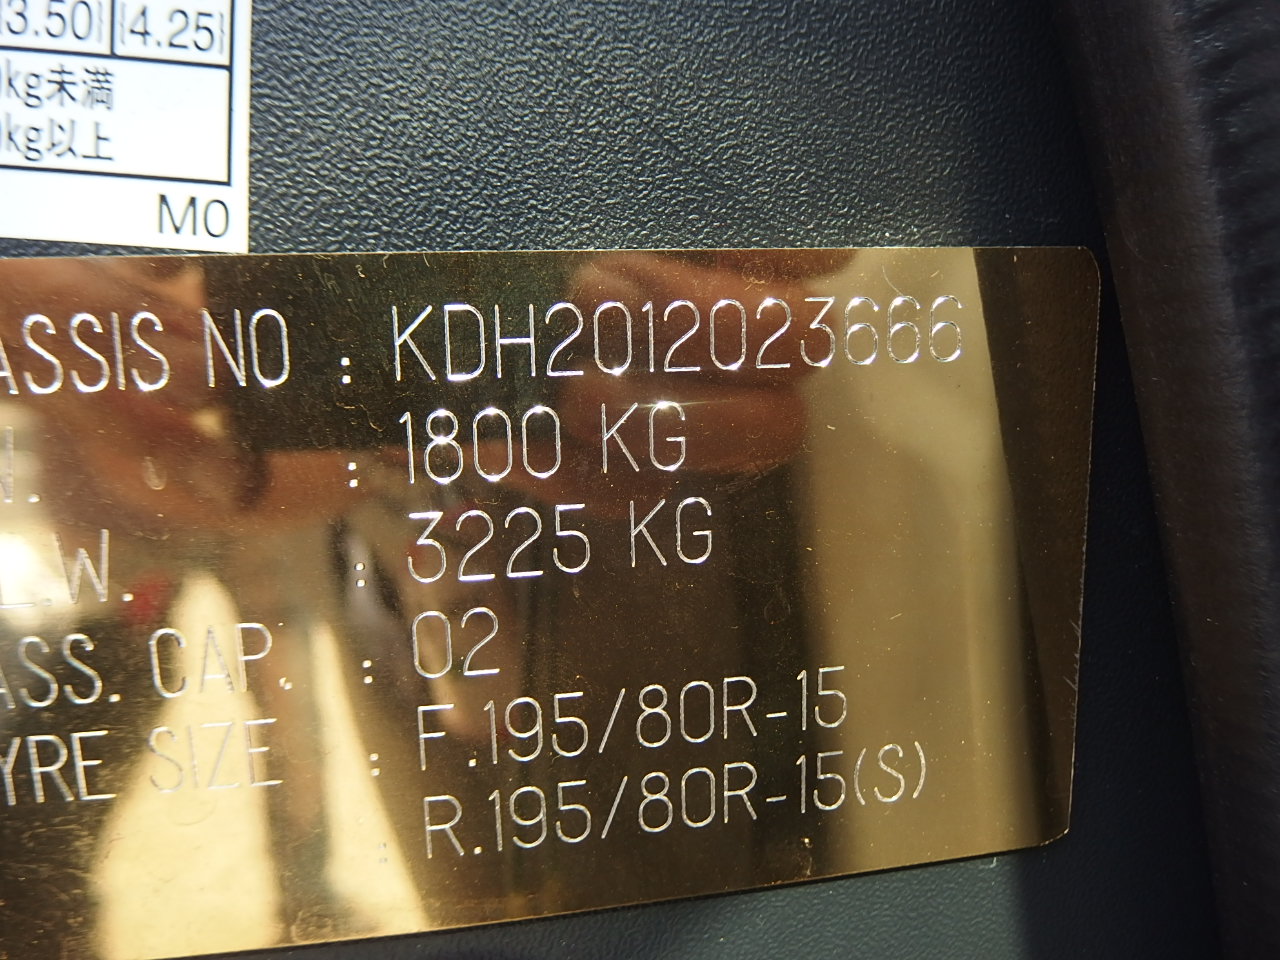 3.50 4.25
kg未満
kg以上
M0
ASSIS NO : KDH2012023666
. : 1800 KG
.W. : 3225 KG
ASS. CAP. : 02
YRE SIZE : F.195/80R-15
: R.195/80R-15(S)